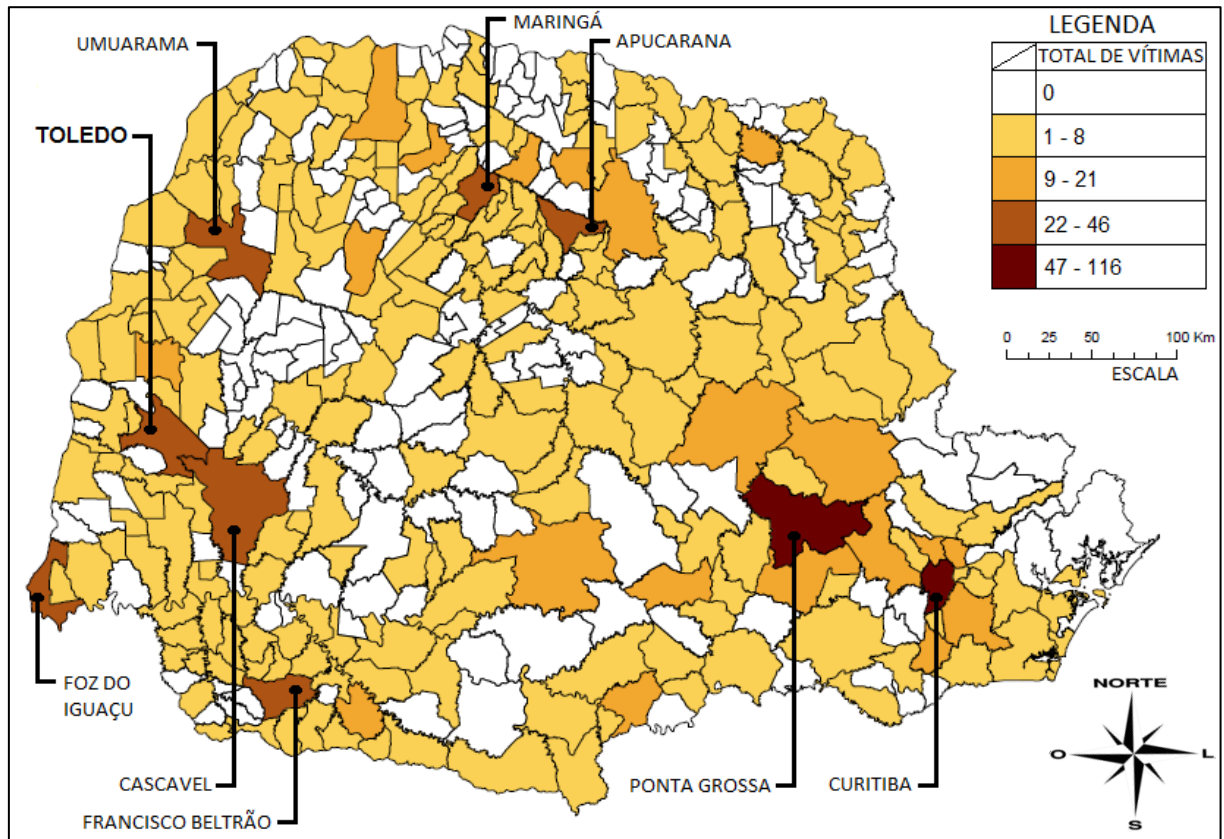 MARINGÁ
UMUARAMA
APUCARANA
TOLEDO
LEGENDA
TOTAL DE VÍTIMAS
0
1 - 8
9 - 21
22 - 46
47 - 116
0 25 50 100 Km
ESCALA
FOZ DO
IGUAÇU
CASCAVEL
FRANCISCO BELTRÃO
PONTA GROSSA
CURITIBA
NORTE
O
L
S